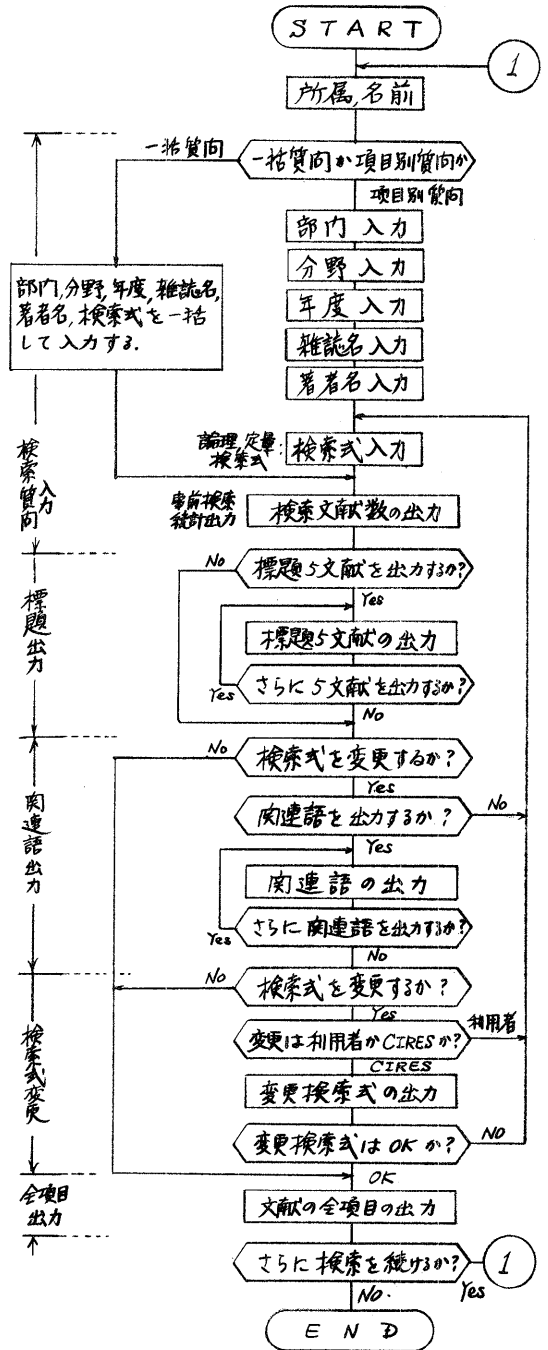 START
1
所属,名前
一括質問
一括質問か項目別質問か
項目別質問
部門 入力
分野 入力
年度 入力
雑誌名 入力
著者名 入力
部門,分野,年度,雑誌名,
著者名,検索式を一括
して入力する.
論理,定量
検索式
検索式入力
事前検索
統計出力
検索文献数の出力
検索質問
入力
No
標題5文献を出力するか?
Yes
標題5文献の出力
Yes
さらに5文献を出力するか?
No
標題出力
No
検索式を変更するか?
Yes
関連語を出力するか?
No
Yes
関連語の出力
Yes
さらに関連語を出力するか?
No
関連語出力
No
検索式を変更するか?
Yes
利用者
変更は利用者かCIRESか?
CIRES
変更検索式の出力
変更検索式はOKか?
NO
OK
検索式変更
全項目
出力
文献の全項目の出力
さらに検索を続けるか?
1
Yes
No.
END